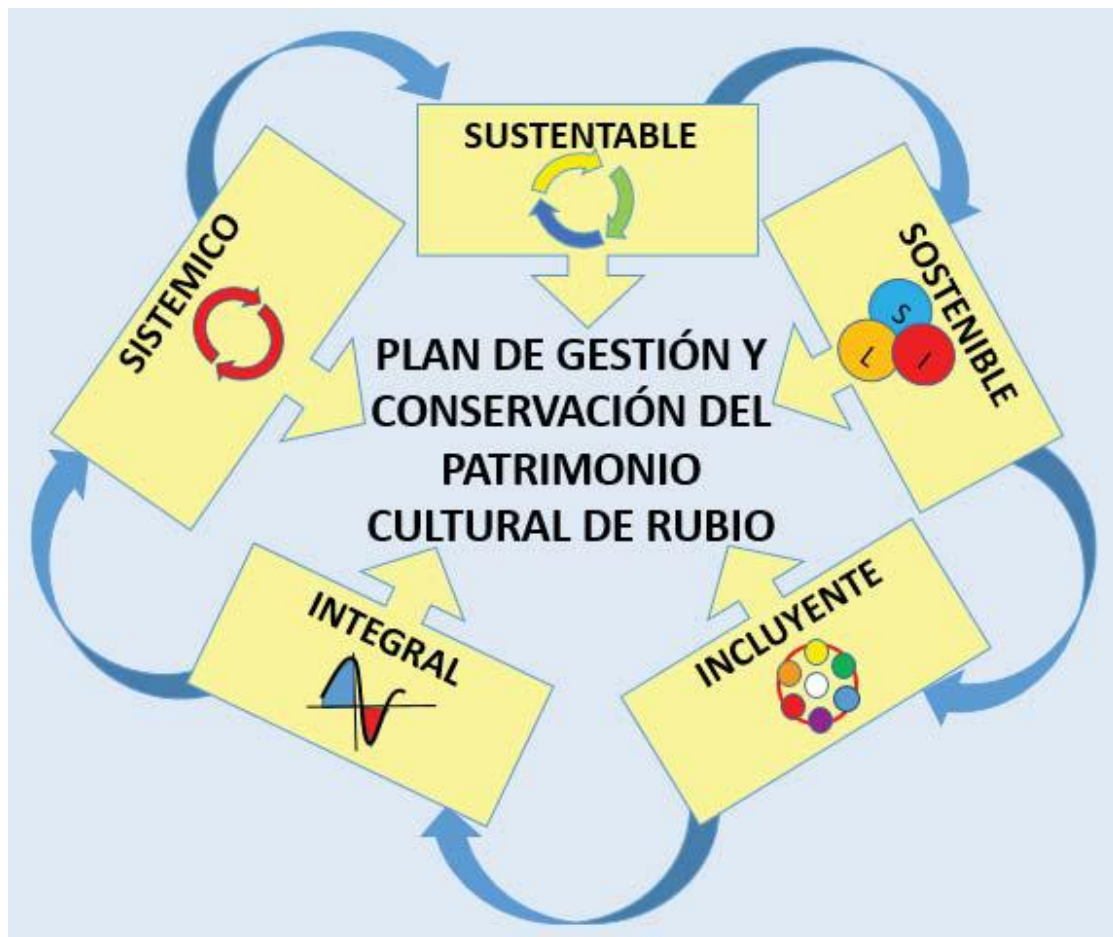 SUSTENTABLE
SOSTENIBLE
S
L
I
INCLUYENTE
INTEGRAL
SISTEMICO
PLAN DE GESTIÓN Y
CONSERVACIÓN DEL
PATRIMONIO
CULTURAL DE RUBIO